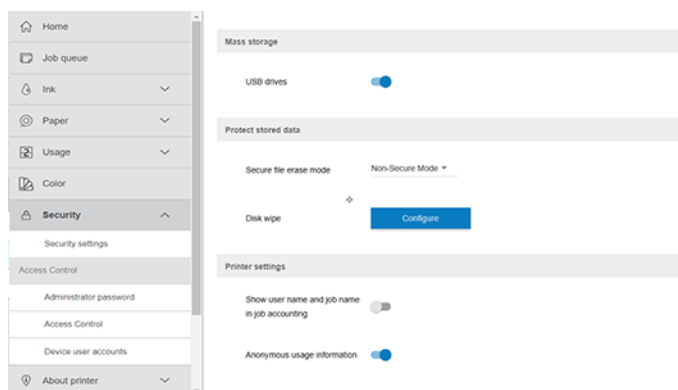 Home
Job queue
Ink
Paper
Usage
Color
Security
Security settings
Access Control
Administrator password
Access Control
Device user accounts
About printer
Mass storage
USB drives
Protect stored data
Secure file erase mode
Non-Secure Mode
Disk wipe
Configure
Printer settings
Show user name and job name
in job accounting
Anonymous usage information